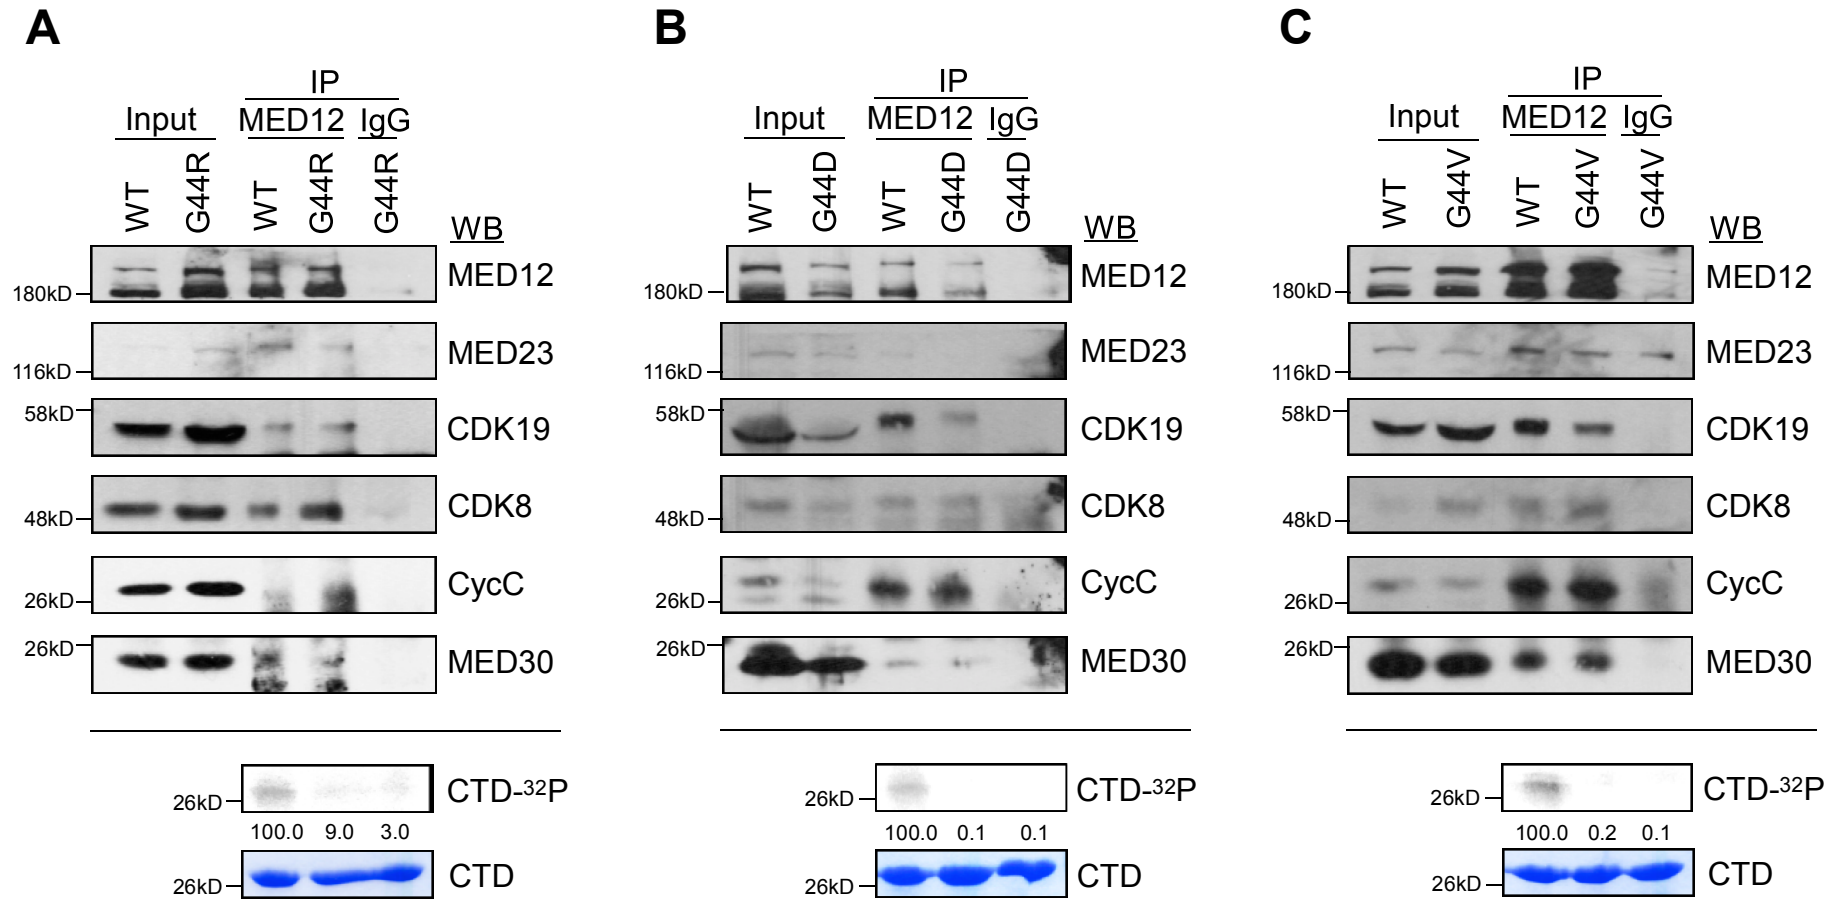 A
IP
Input MED12 IgG
WT G44R WT G44R G44R
WB
180kD MED12
116kD MED23
58kD CDK19
48kD CDK8
26kD CycC
26kD MED30
26kD CTD-³²P
100.0 9.0 3.0
26kD CTD
B
IP
Input MED12 IgG
WT G44D WT G44D G44D
WB
180kD MED12
116kD MED23
58kD CDK19
48kD CDK8
26kD CycC
26kD MED30
26kD CTD-³²P
100.0 0.1 0.1
26kD CTD
C
IP
Input MED12 IgG
WT G44V WT G44V G44V
WB
180kD MED12
116kD MED23
58kD CDK19
48kD CDK8
26kD CycC
26kD MED30
26kD CTD-³²P
100.0 0.2 0.1
26kD CTD